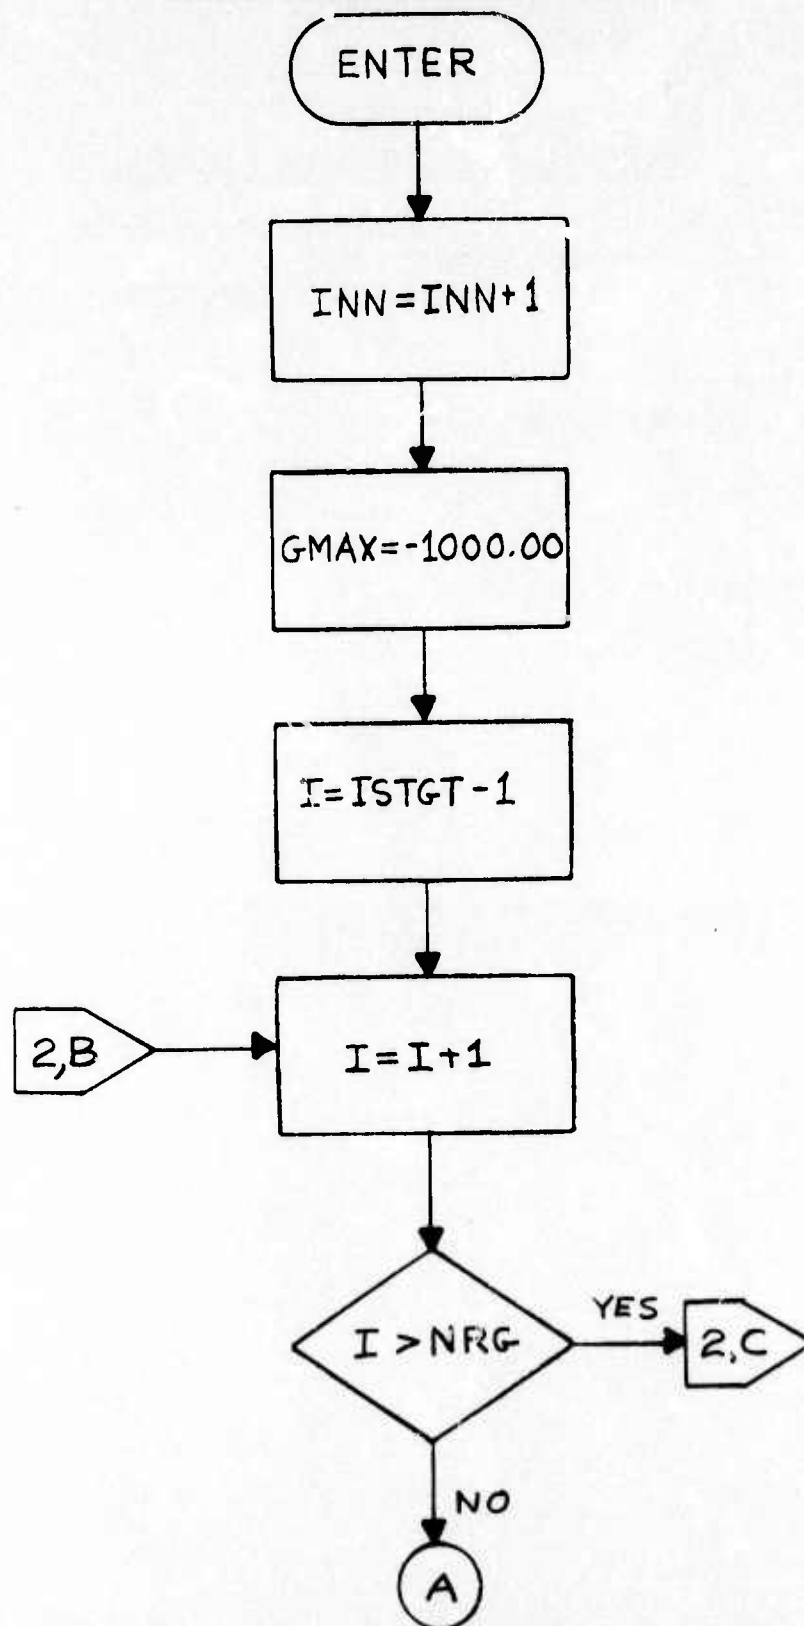 ENTER
INN=INN+1
GMAX=-1000.00
I=ISTGT-1
2,B
I=I+1
I>NRG
YES
2,C
NO
A